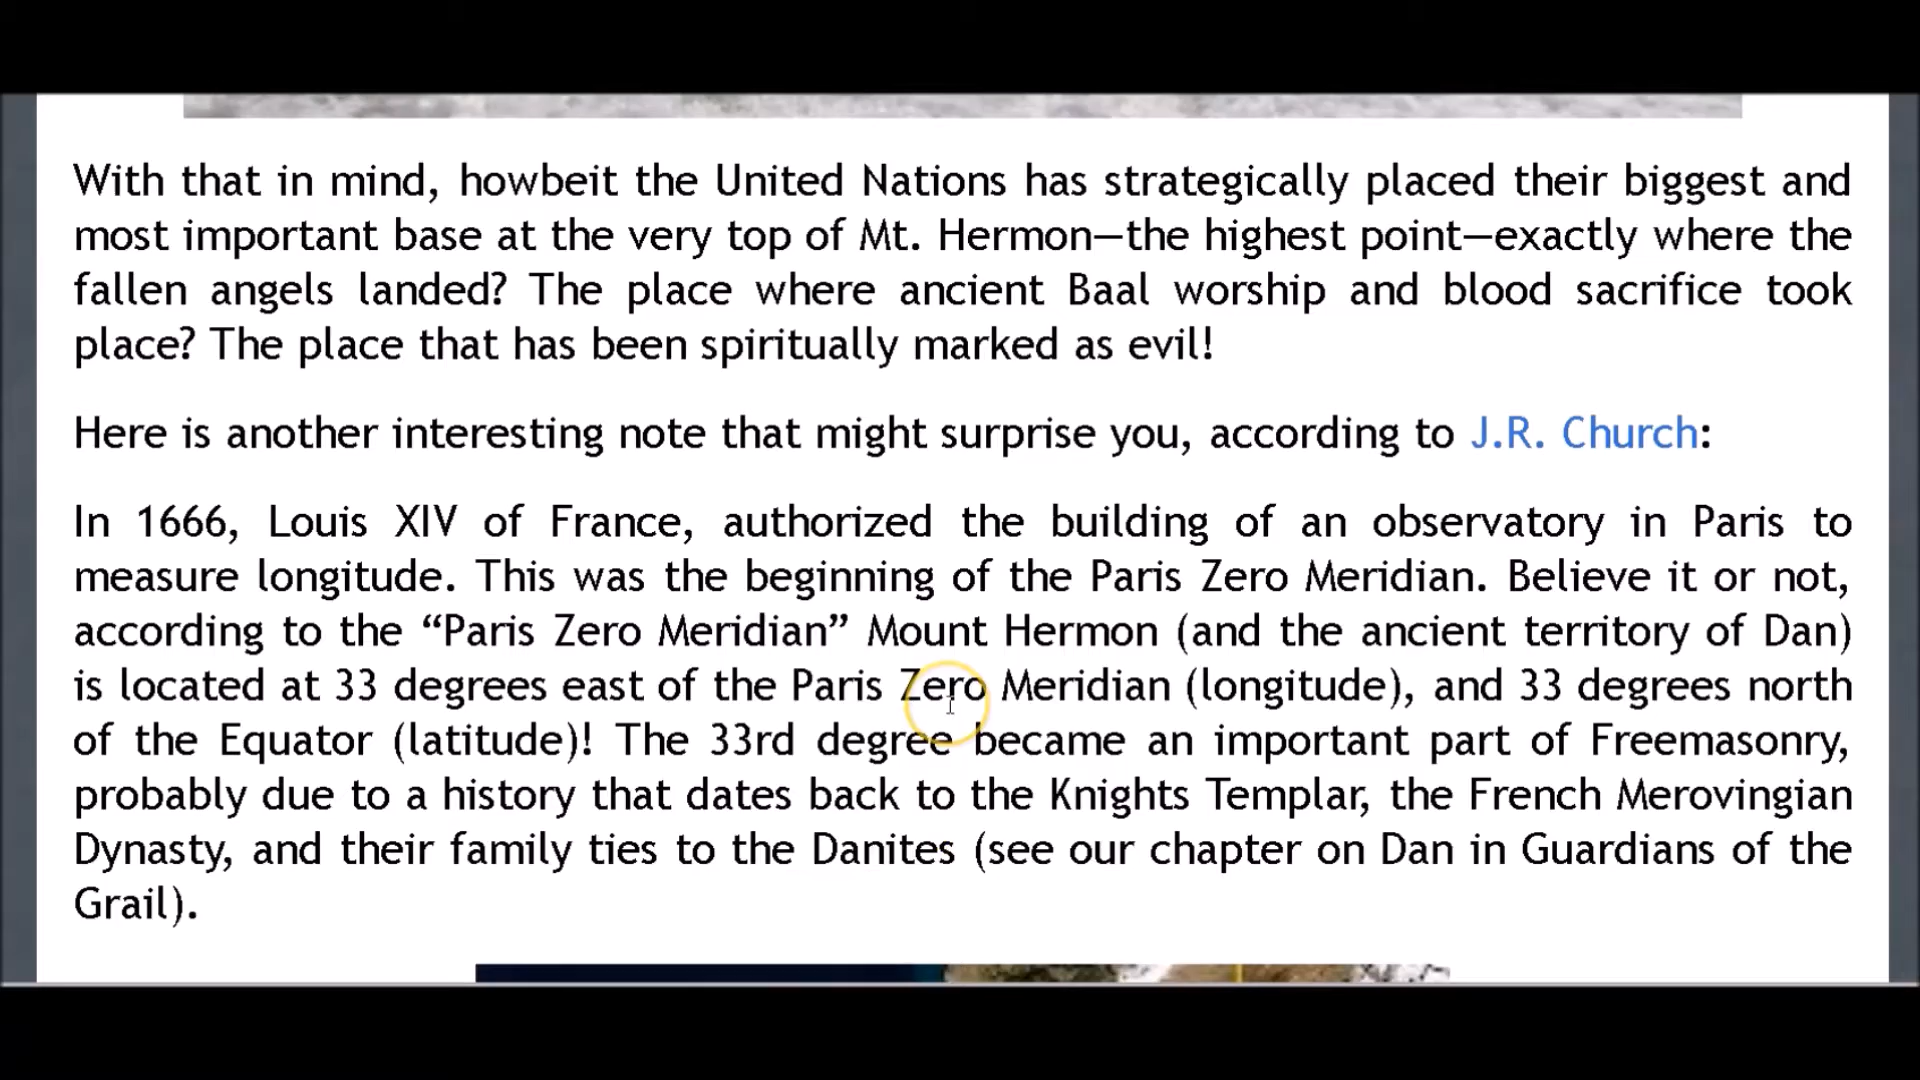 With that in mind, howbeit the United Nations has strategically placed their biggest and
most important base at the very top of Mt. Hermon—the highest point—exactly where the
fallen angels landed? The place where ancient Baal worship and blood sacrifice took
place? The place that has been spiritually marked as evil!
Here is another interesting note that might surprise you, according to J.R. Church:
In 1666, Louis XIV of France, authorized the building of an observatory in Paris to
measure longitude. This was the beginning of the Paris Zero Meridian. Believe it or not,
according to the “Paris Zero Meridian” Mount Hermon (and the ancient territory of Dan)
is located at 33 degrees east of the Paris Zero Meridian (longitude), and 33 degrees north
of the Equator (latitude)! The 33rd degree became an important part of Freemasonry,
probably due to a history that dates back to the Knights Templar, the French Merovingian
Dynasty, and their family ties to the Danites (see our chapter on Dan in Guardians of the
Grail).